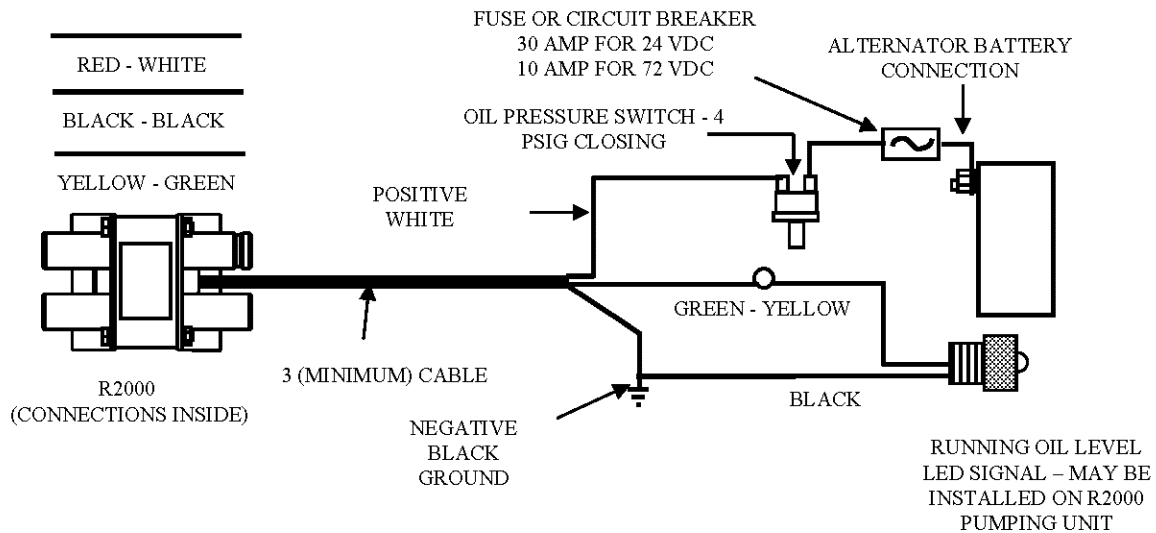 FUSE OR CIRCUIT BREAKER
30 AMP FOR 24 VDC
10 AMP FOR 72 VDC
ALTERNATOR BATTERY
CONNECTION
RED - WHITE
BLACK - BLACK
YELLOW - GREEN
OIL PRESSURE SWITCH - 4
PSIG CLOSING
POSITIVE
WHITE
GREEN - YELLOW
3 (MINIMUM) CABLE
R2000
(CONNECTIONS INSIDE)
BLACK
NEGATIVE
BLACK
GROUND
RUNNING OIL LEVEL
LED SIGNAL – MAY BE
INSTALLED ON R2000
PUMPING UNIT